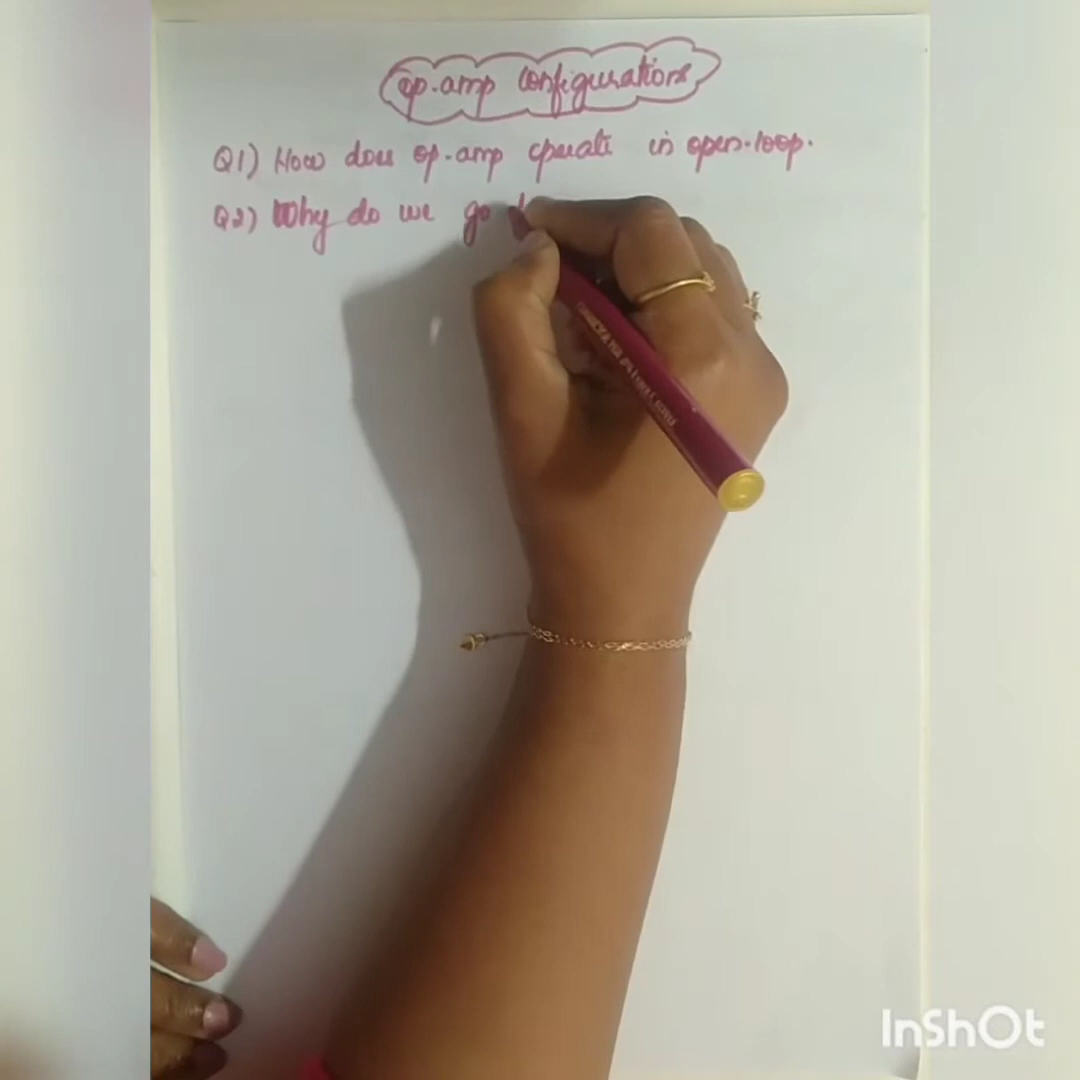 op-amp configurations
Q1) How does op-amp operate in open-loop.
Q2) Why do we go
InShOt